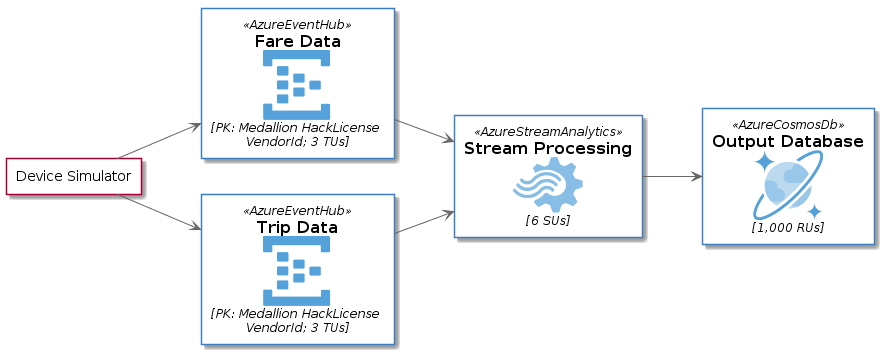 Device Simulator
«AzureEventHub»
Fare Data
[PK: Medallion HackLicense
VendorId; 3 TUs]
«AzureEventHub»
Trip Data
[PK: Medallion HackLicense
VendorId; 3 TUs]
«AzureStreamAnalytics»
Stream Processing
[6 SUs]
«AzureCosmosDb»
Output Database
[1,000 RUs]